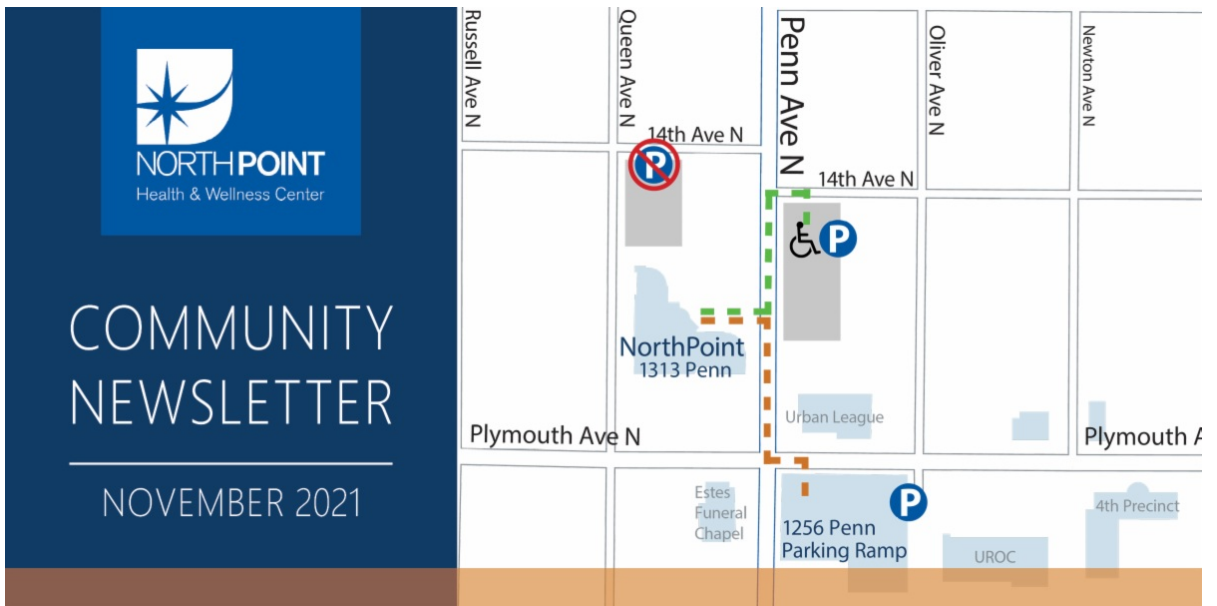 NORTHPOINT
Health & Wellness Center
COMMUNITY
NEWSLETTER
NOVEMBER 2021
Russell Ave N
Queen Ave N
Penn Ave N
Oliver Ave N
Newton Ave N
14th Ave N
P
14th Ave N
P
NorthPoint
1313 Penn
Urban League
Plymouth Ave N
Plymouth A
Estes
Funeral
Chapel
P
1256 Penn
Parking Ramp
UROC
4th Precinct